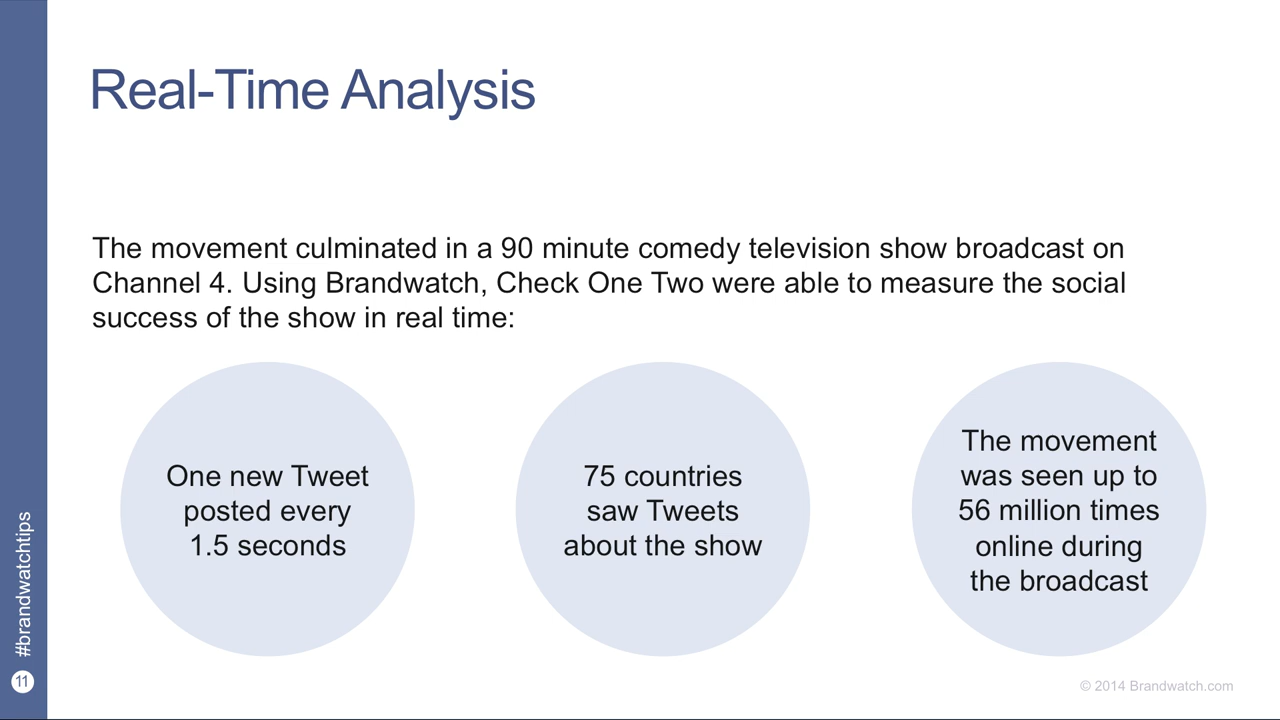 Real-Time Analysis
The movement culminated in a 90 minute comedy television show broadcast on
Channel 4. Using Brandwatch, Check One Two were able to measure the social
success of the show in real time:
One new Tweet
posted every
1.5 seconds
75 countries
saw Tweets
about the show
The movement
was seen up to
56 million times
online during
the broadcast
#brandwatchtips
11
© 2014 Brandwatch.com